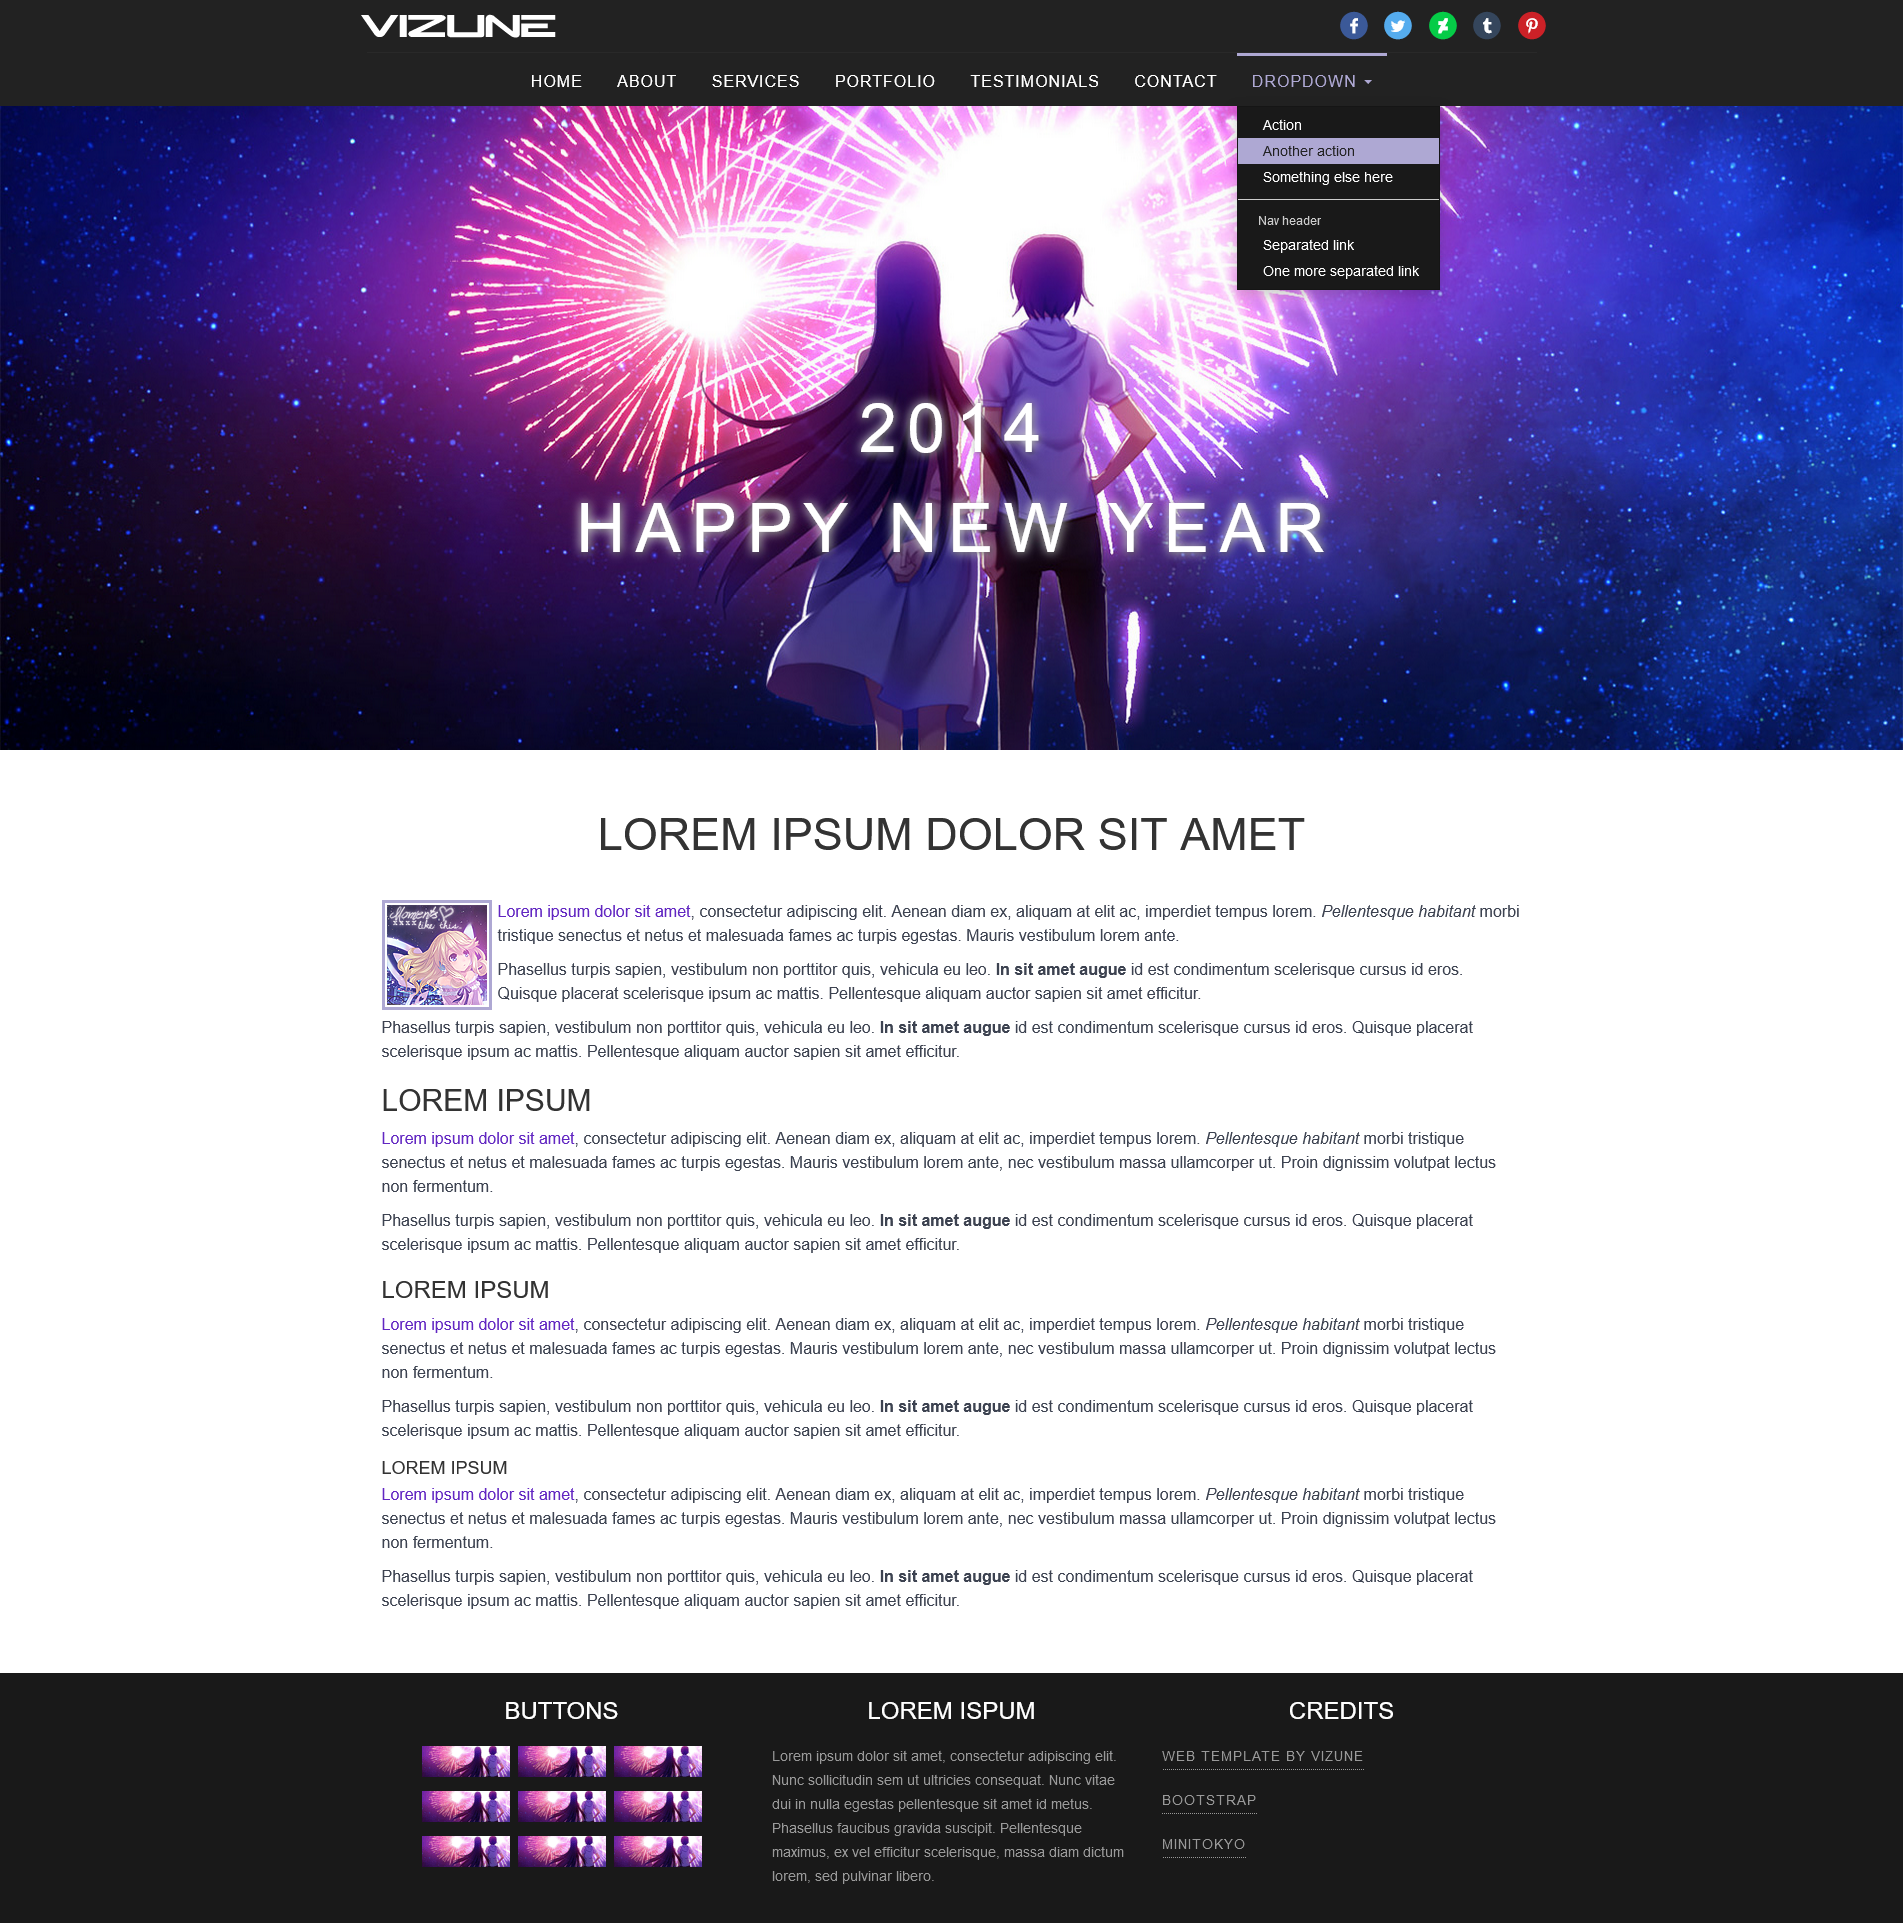 VIZUNE
HOME ABOUT SERVICES PORTFOLIO TESTIMONIALS CONTACT DROPDOWN
Action
Another action
Something else here
Nav header
Separated link
One more separated link
2014
HAPPY NEW YEAR
LOREM IPSUM DOLOR SIT AMET
Moments
xxxx like this.
Lorem ipsum dolor sit amet, consectetur adipiscing elit. Aenean diam ex, aliquam at elit ac, imperdiet tempus lorem. Pellentesque habitant morbi
tristique senectus et netus et malesuada fames ac turpis egestas. Mauris vestibulum lorem ante.
Phasellus turpis sapien, vestibulum non porttitor quis, vehicula eu leo. In sit amet augue id est condimentum scelerisque cursus id eros.
Quisque placerat scelerisque ipsum ac mattis. Pellentesque aliquam auctor sapien sit amet efficitur.
Phasellus turpis sapien, vestibulum non porttitor quis, vehicula eu leo. In sit amet augue id est condimentum scelerisque cursus id eros. Quisque placerat
scelerisque ipsum ac mattis. Pellentesque aliquam auctor sapien sit amet efficitur.
LOREM IPSUM
Lorem ipsum dolor sit amet, consectetur adipiscing elit. Aenean diam ex, aliquam at elit ac, imperdiet tempus lorem. Pellentesque habitant morbi tristique
senectus et netus et malesuada fames ac turpis egestas. Mauris vestibulum lorem ante, nec vestibulum massa ullamcorper ut. Proin dignissim volutpat lectus
non fermentum.
Phasellus turpis sapien, vestibulum non porttitor quis, vehicula eu leo. In sit amet augue id est condimentum scelerisque cursus id eros. Quisque placerat
scelerisque ipsum ac mattis. Pellentesque aliquam auctor sapien sit amet efficitur.
LOREM IPSUM
Lorem ipsum dolor sit amet, consectetur adipiscing elit. Aenean diam ex, aliquam at elit ac, imperdiet tempus lorem. Pellentesque habitant morbi tristique
senectus et netus et malesuada fames ac turpis egestas. Mauris vestibulum lorem ante, nec vestibulum massa ullamcorper ut. Proin dignissim volutpat lectus
non fermentum.
Phasellus turpis sapien, vestibulum non porttitor quis, vehicula eu leo. In sit amet augue id est condimentum scelerisque cursus id eros. Quisque placerat
scelerisque ipsum ac mattis. Pellentesque aliquam auctor sapien sit amet efficitur.
LOREM IPSUM
Lorem ipsum dolor sit amet, consectetur adipiscing elit. Aenean diam ex, aliquam at elit ac, imperdiet tempus lorem. Pellentesque habitant morbi tristique
senectus et netus et malesuada fames ac turpis egestas. Mauris vestibulum lorem ante, nec vestibulum massa ullamcorper ut. Proin dignissim volutpat lectus
non fermentum.
Phasellus turpis sapien, vestibulum non porttitor quis, vehicula eu leo. In sit amet augue id est condimentum scelerisque cursus id eros. Quisque placerat
scelerisque ipsum ac mattis. Pellentesque aliquam auctor sapien sit amet efficitur.
BUTTONS
LOREM ISPUM
Lorem ipsum dolor sit amet, consectetur adipiscing elit.
Nunc sollicitudin sem ut ultricies consequat. Nunc vitae
dui in nulla egestas pellentesque sit amet id metus.
Phasellus faucibus gravida suscipit. Pellentesque
maximus, ex vel efficitur scelerisque, massa diam dictum
lorem, sed pulvinar libero.
CREDITS
WEB TEMPLATE BY VIZUNE
BOOTSTRAP
MINITOKYO